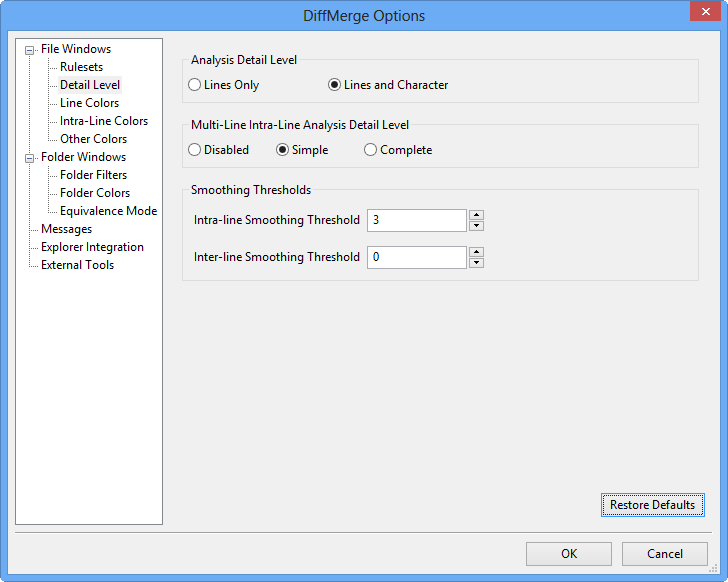 DiffMerge Options
File Windows
Rulesets
Detail Level
Line Colors
Intra-Line Colors
Other Colors
Folder Windows
Folder Filters
Folder Colors
Equivalence Mode
Messages
Explorer Integration
External Tools
Analysis Detail Level
Lines Only Lines and Character
Multi-Line Intra-Line Analysis Detail Level
Disabled Simple Complete
Smoothing Thresholds
Intra-line Smoothing Threshold 3
Inter-line Smoothing Threshold 0
Restore Defaults
OK Cancel